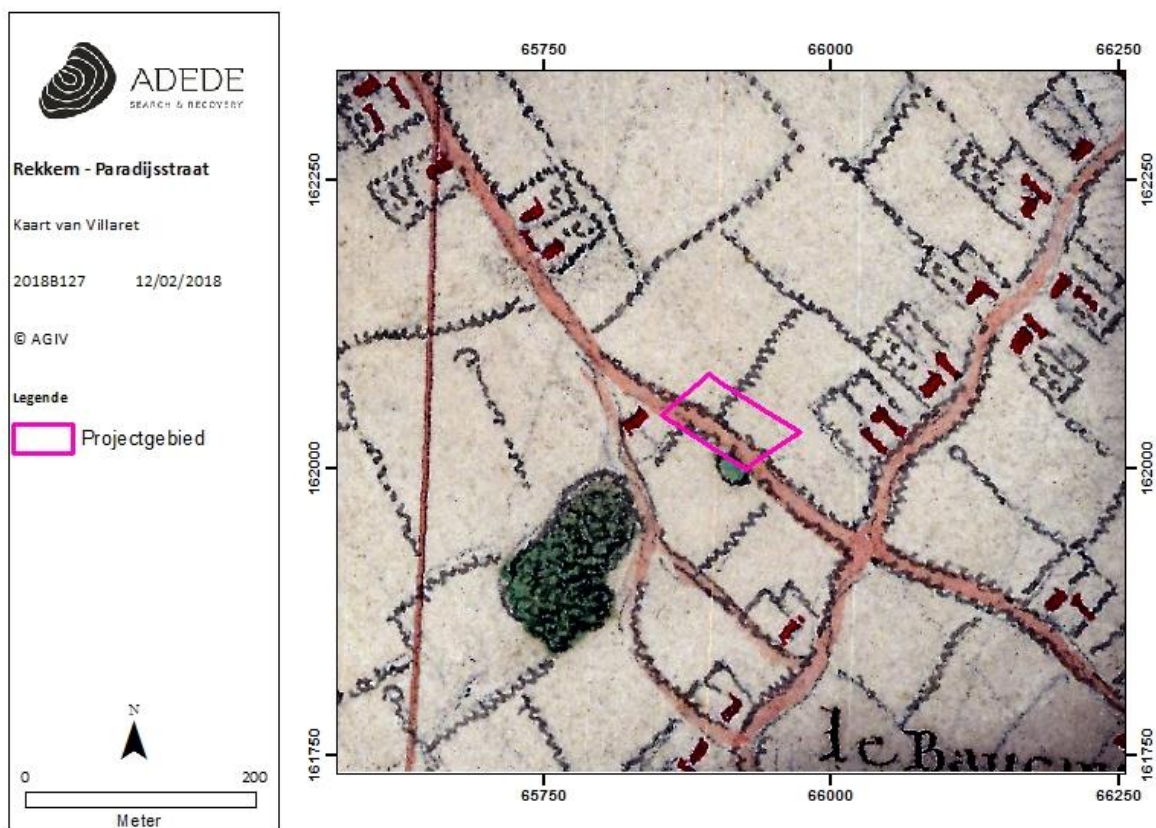 ADEDE
SEARCH & RECOVERY
Rekkem - Paradijsstraat
Kaart van Villaret
2018B127 12/02/2018
© AGIV
Legende
Projectgebied
N
0 200
Meter
65750 66000 66250
162250 162250
162000 162000
161750 161750
le
65750 66000 66250